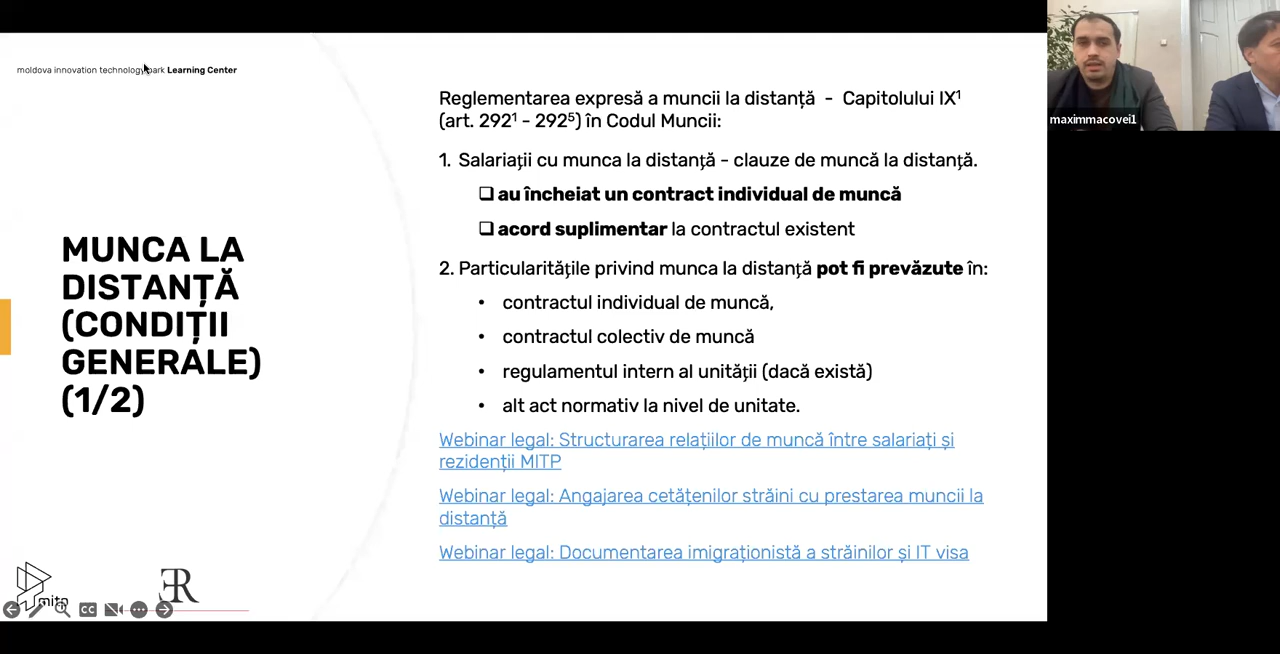 moldova innovation technology park Learning Center
maximmacovei1
MUNCA LA
DISTANȚĂ
(CONDIȚII
GENERALE)
(1/2)
Reglementarea expresă a muncii la distanță - Capitolului IX¹
(art. 292¹ - 292⁵) în Codul Muncii:
1. Salariații cu munca la distanță - clauze de muncă la distanță.
❑ au încheiat un contract individual de muncă
❑ acord suplimentar la contractul existent
2. Particularitățile privind munca la distanță pot fi prevăzute în:
• contractul individual de muncă,
• contractul colectiv de muncă
• regulamentul intern al unității (dacă există)
• alt act normativ la nivel de unitate.
Webinar legal: Structurarea relațiilor de muncă între salariați și
rezidenții MITP
Webinar legal: Angajarea cetățenilor străini cu prestarea muncii la
distanță
Webinar legal: Documentarea imigraționistă a străinilor și IT visa
mitp
ER
CC